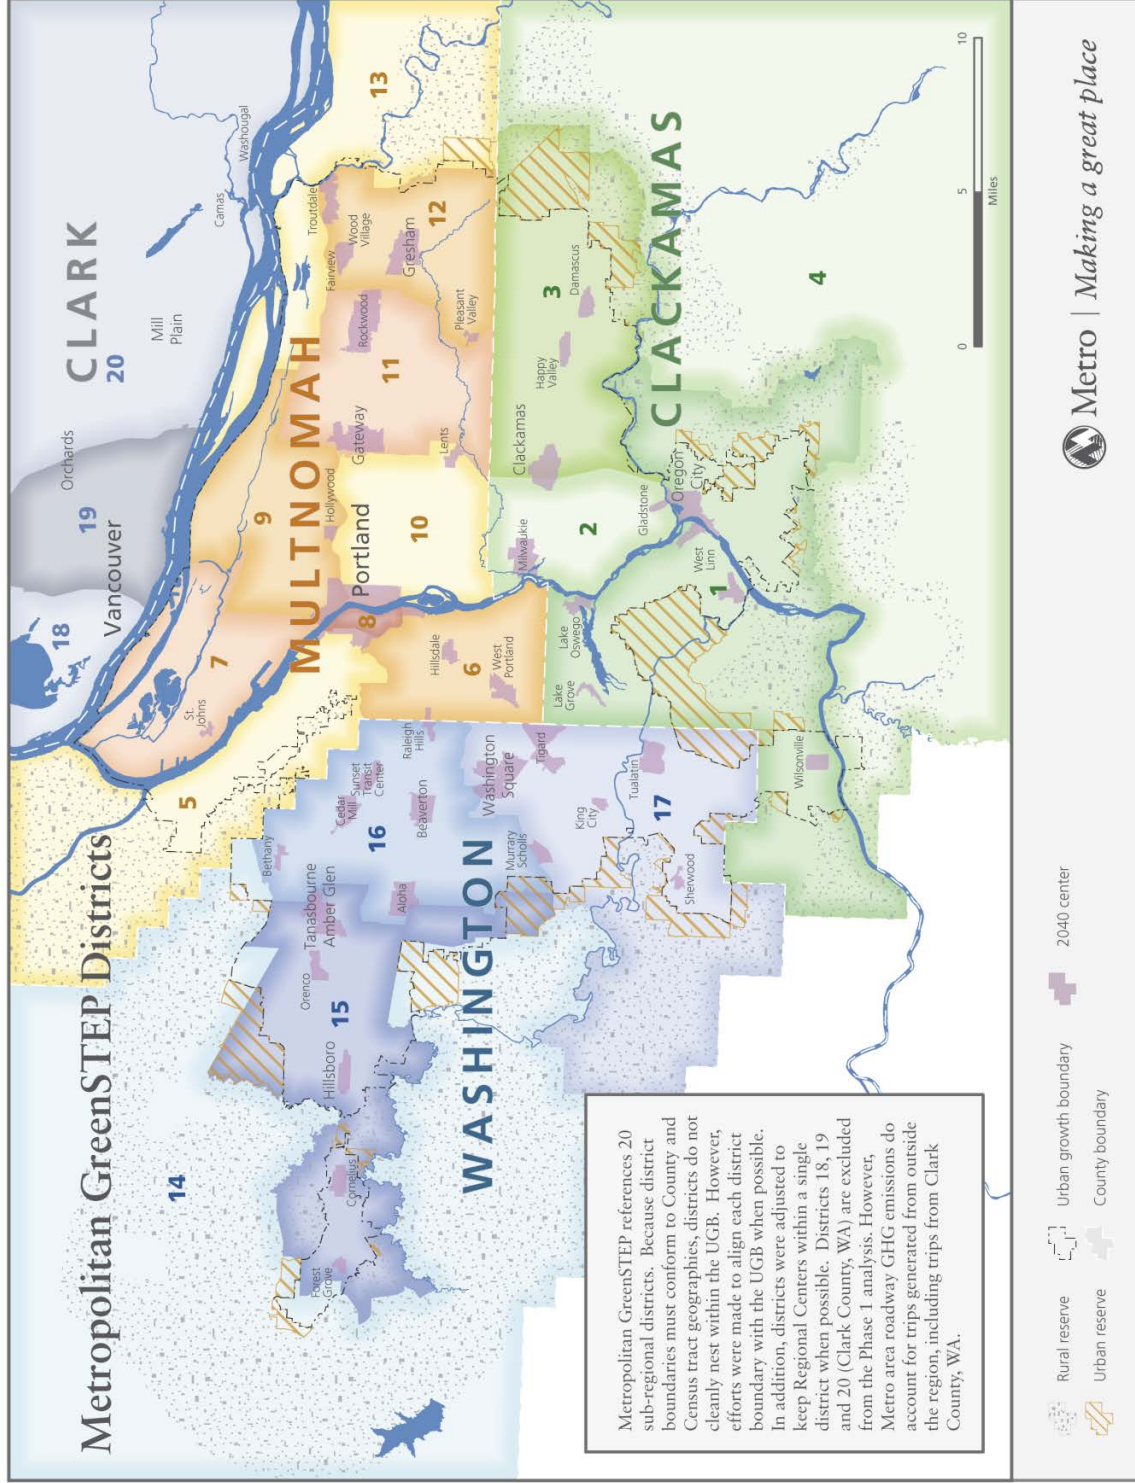 Metropolitan GreenSTEP Districts
CLARK
20
Camas
Washougal
Mill
Plain
Orchards
19
Vancouver
18
MULTNOMAH
13
Troutdale
Wood
Village
Fairview
12
Gresham
Rockwood
Pleasant
Valley
11
Gateway
Lents
Hollywood
9
Portland
10
8
7
St.
Johns
5
Hillsdale
6
West
Portland
CLACKAMAS
3
Damascus
Happy
Valley
Clackamas
4
2
Milwaukie
Gladstone
Oregon
City
West
Linn
1
Lake
Oswego
Lake
Grove
Wilsonville
WASHINGTON
14
Bethany
Cedar
Mill
Sunset
Transit
Center
Raleigh
Hills
16
Beaverton
Washington
Square
Tigard
Tanasbourne
Amber Glen
Aloha
Murrary
Scholls
King
City
Tualatin
17
Sherwood
Orenco
15
Hillsboro
Cornelius
Forest
Grove
Metropolitan GreenSTEP references 20
sub-regional districts. Because district
boundaries must conform to County and
Census tract geographies, districts do not
cleanly nest within the UGB. However,
efforts were made to align each district
boundary with the UGB when possible.
In addition, districts were adjusted to
keep Regional Centers within a single
district when possible. Districts 18, 19
and 20 (Clark County, WA) are excluded
from the Phase 1 analysis. However,
Metro area roadway GHG emissions do
account for trips generated from outside
the region, including trips from Clark
County, WA.
0 5 10
Miles
Rural reserve
Urban reserve
Urban growth boundary
County boundary
2040 center
Metro | Making a great place